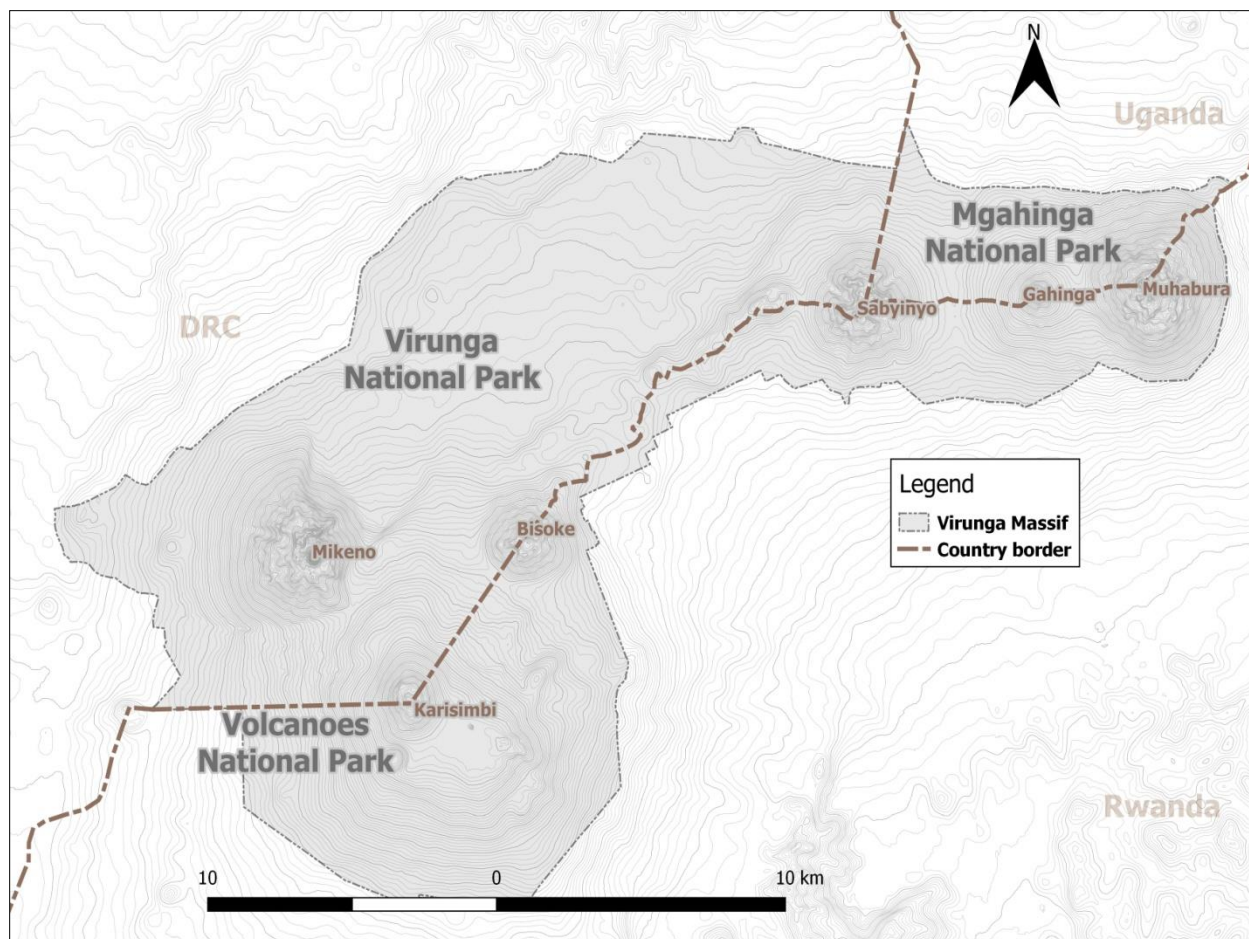 N
Uganda
Mgahinga
National Park
Sabyinyo
Gahinga
Muhabura
DRC
Virunga
National Park
Legend
Virunga Massif
Country border
Mikeno
Bisoke
Karisimbi
Volcanoes
National Park
Rwanda
10 0 10 km